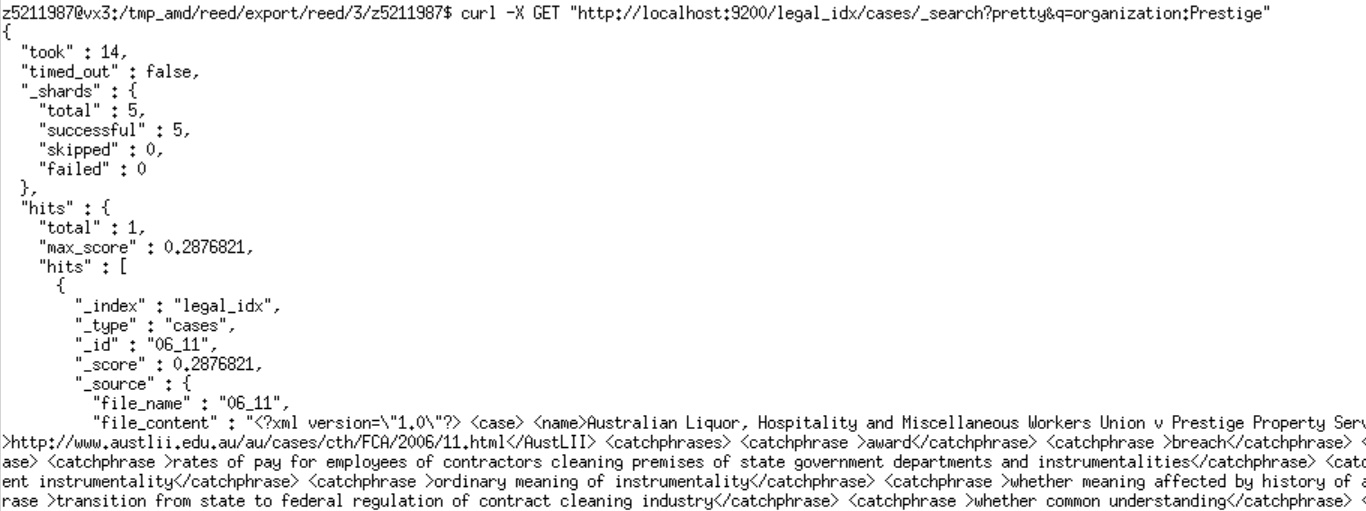 z5211987@vx3:/tmp_amd/reed/export/reed/3/z5211987$ curl -X GET "http://localhost:9200/legal_idx/cases/_search?pretty&q=organization:Prestige"
{
  "took" : 14,
  "timed_out" : false,
  "_shards" : {
    "total" : 5,
    "successful" : 5,
    "skipped" : 0,
    "failed" : 0
  },
  "hits" : {
    "total" : 1,
    "max_score" : 0.2876821,
    "hits" : [
      {
        "_index" : "legal_idx",
        "_type" : "cases",
        "_id" : "06_11",
        "_score" : 0.2876821,
        "_source" : {
          "file_name" : "06_11",
          "file_content" : "<?xml version=\"1.0\"?> <case> <name>Australian Liquor, Hospitality and Miscellaneous Workers Union v Prestige Property Serv
>http://www.austlii.edu.au/au/cases/cth/FCA/2006/11.html</AustLII> <catchphrases> <catchphrase >award</catchphrase> <catchphrase >breach</catchphrase> <
ase> <catchphrase >rates of pay for employees of contractors cleaning premises of state government departments and instrumentalities</catchphrase> <catc
ent instrumentality</catchphrase> <catchphrase >ordinary meaning of instrumentality</catchphrase> <catchphrase >whether meaning affected by history of a
rase >transition from state to federal regulation of contract cleaning industry</catchphrase> <catchphrase >whether common understanding</catchphrase> <